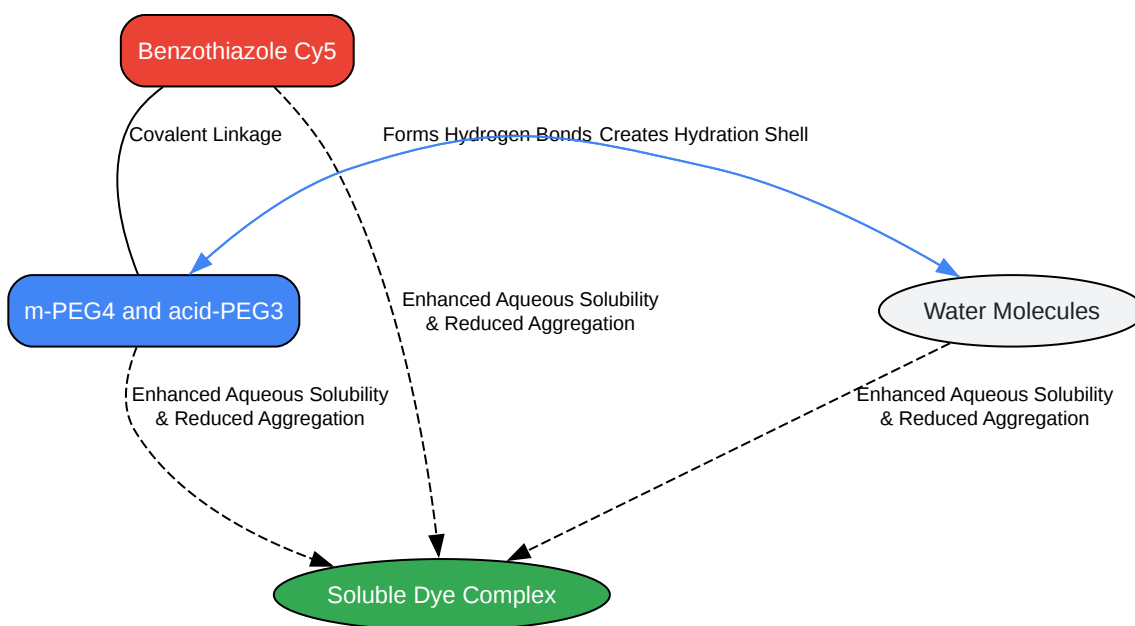 Benzothiazole Cy5
Covalent Linkage
Forms Hydrogen Bonds
Creates Hydration Shell
m-PEG4 and acid-PEG3
Enhanced Aqueous Solubility
& Reduced Aggregation
Water Molecules
Enhanced Aqueous Solubility
& Reduced Aggregation
Enhanced Aqueous Solubility
& Reduced Aggregation
Soluble Dye Complex